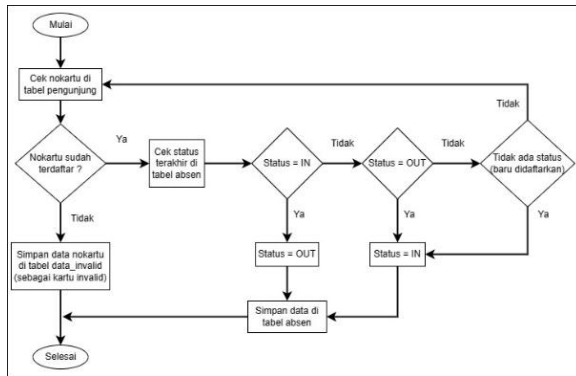 Mulai
Cek nokartu di
tabel pengunjung
Tidak
Nokartu sudah
terdaftar ?
Ya
Cek status
terakhir di
tabel absen
Status = IN
Tidak
Status = OUT
Tidak
Tidak ada status
(baru didaftarkan)
Tidak
Ya
Ya
Ya
Simpan data nokartu
di tabel data_invalid
(sebagai kartu invalid)
Status = OUT
Status = IN
Simpan data di
tabel absen
Selesai